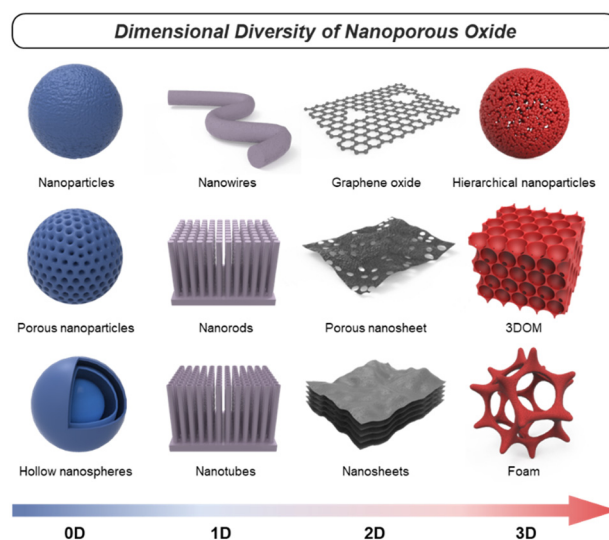 Dimensional Diversity of Nanoporous Oxide
Nanoparticles
Nanowires
Graphene oxide
Hierarchical nanoparticles
Porous nanoparticles
Nanorods
Porous nanosheet
3DOM
Hollow nanospheres
Nanotubes
Nanosheets
Foam
0D
1D
2D
3D